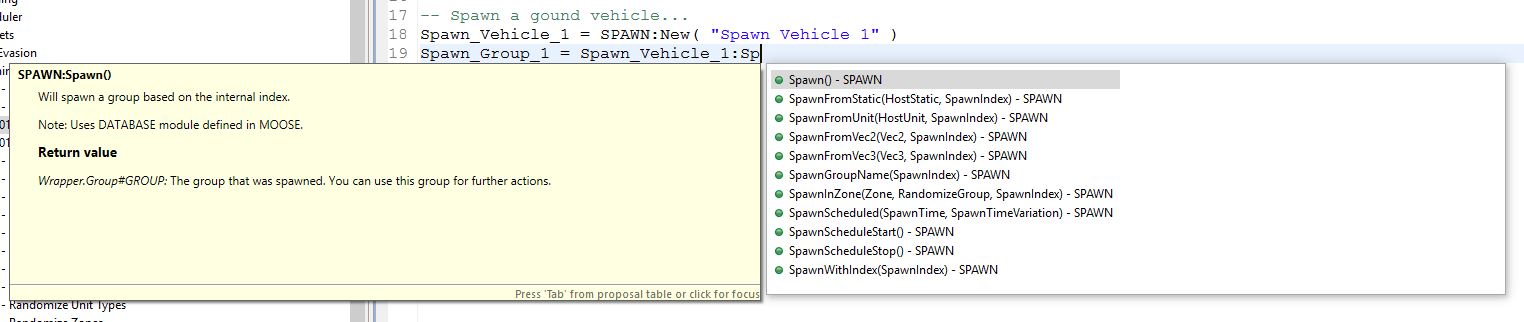 duler
ets
Evasion
17 -- Spawn a gound vehicle...
18 Spawn_Vehicle_1 = SPAWN:New( "Spawn Vehicle 1" )
19 Spawn_Group_1 = Spawn_Vehicle_1:Sp
SPAWN:Spawn()
Will spawn a group based on the internal index.
Note: Uses DATABASE module defined in MOOSE.
Return value
Wrapper.Group#GROUP: The group that was spawned. You can use this group for further actions.
Press 'Tab' from proposal table or click for focus
Spawn() - SPAWN
SpawnFromStatic(HostStatic, SpawnIndex) - SPAWN
SpawnFromUnit(HostUnit, SpawnIndex) - SPAWN
SpawnFromVec2(Vec2, SpawnIndex) - SPAWN
SpawnFromVec3(Vec3, SpawnIndex) - SPAWN
SpawnGroupName(SpawnIndex) - SPAWN
SpawnInZone(Zone, RandomizeGroup, SpawnIndex) - SPAWN
SpawnScheduled(SpawnTime, SpawnTimeVariation) - SPAWN
SpawnScheduleStart() - SPAWN
SpawnScheduleStop() - SPAWN
SpawnWithIndex(SpawnIndex) - SPAWN
- Randomize Unit Types